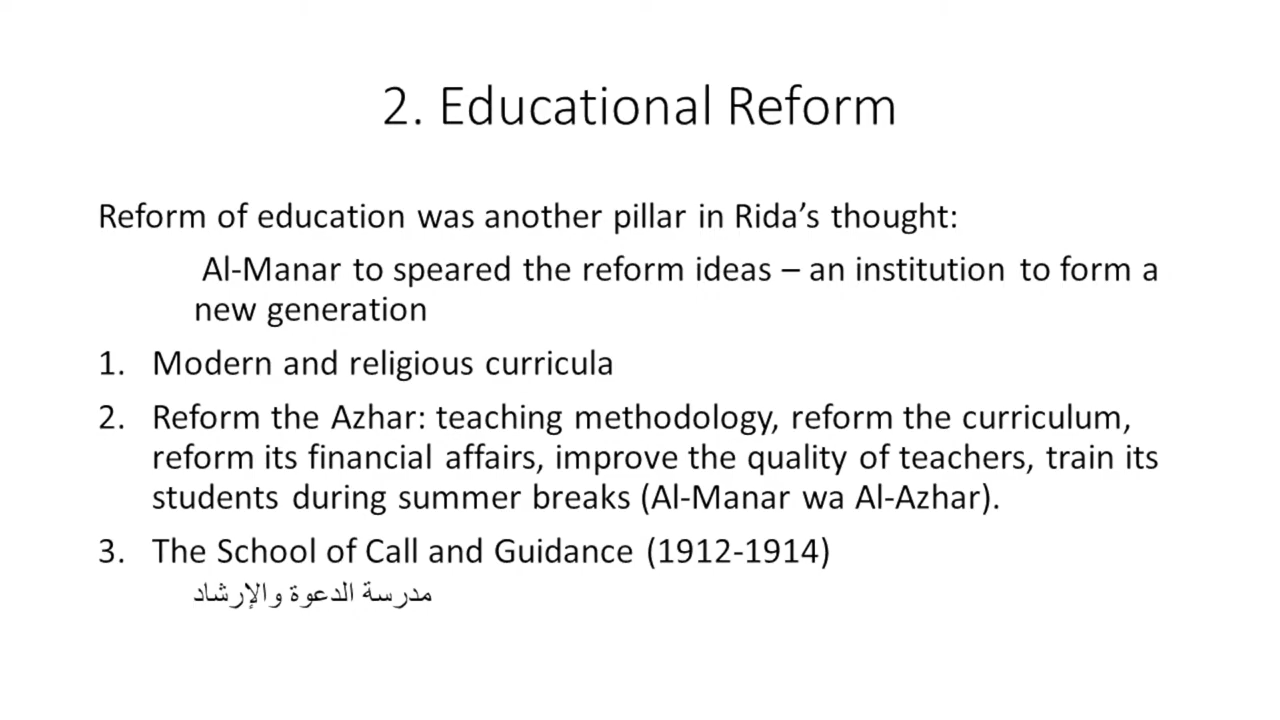 2. Educational Reform
Reform of education was another pillar in Rida’s thought:
Al-Manar to speared the reform ideas – an institution to form a
new generation
1. Modern and religious curricula
2. Reform the Azhar: teaching methodology, reform the curriculum,
reform its financial affairs, improve the quality of teachers, train its
students during summer breaks (Al-Manar wa Al-Azhar).
3. The School of Call and Guidance (1912-1914)
مدرسة الدعوة والإرشاد